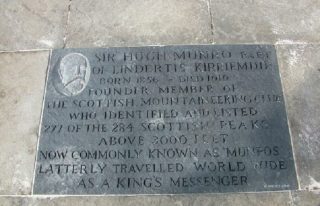 SIR HUGH MUNRO BART
OF LINDERTIS KIRRIEMUIR
BORN 1856 - DIED 1919
FOUNDER MEMBER OF
THE SCOTTISH MOUNTAINEERING CLUB
WHO IDENTIFIED AND LISTED
277 OF THE 284 SCOTTISH PEAKS
ABOVE 3000 FEET
NOW COMMONLY KNOWN AS 'MUNROS'
LATTERLY TRAVELLED WORLD WIDE
AS A KING'S MESSENGER